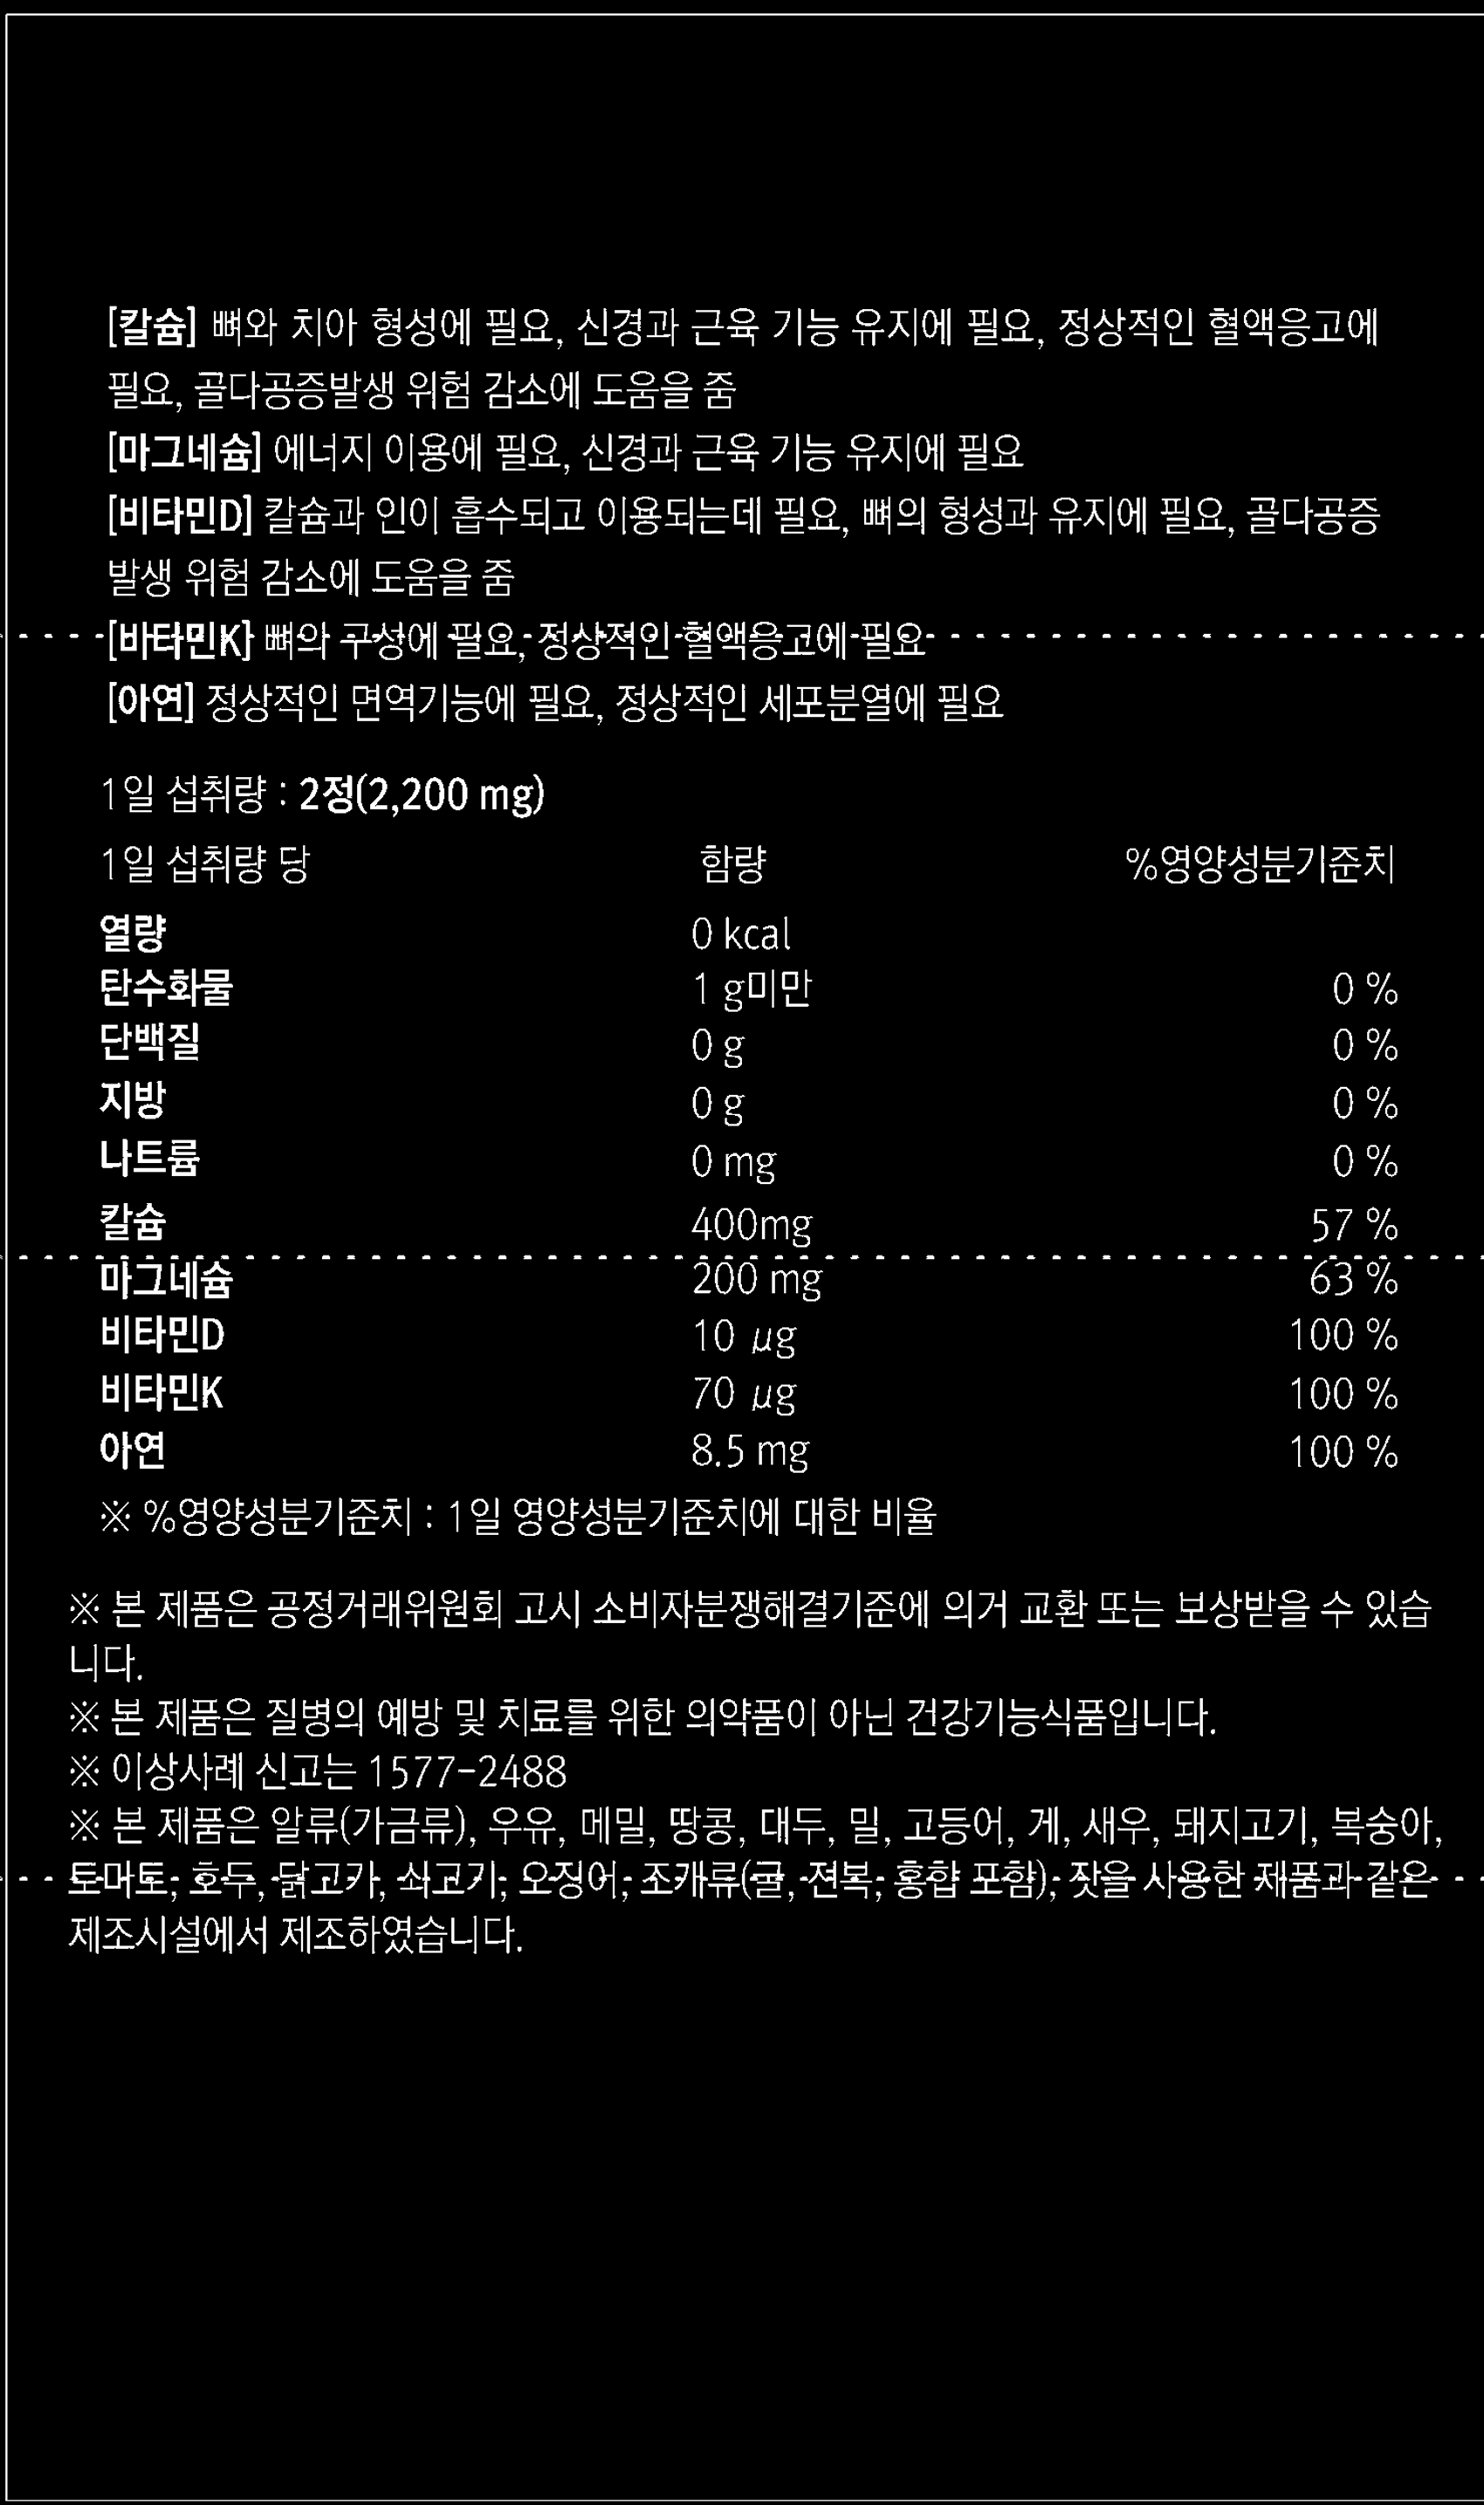 [칼슘] 뼈와 치아 형성에 필요, 신경과 근육 기능 유지에 필요, 정상적인 혈액응고에
필요, 골다공증발생 위험 감소에 도움을 줌
[마그네슘] 에너지 이용에 필요, 신경과 근육 기능 유지에 필요
[비타민D] 칼슘과 인이 흡수되고 이용되는데 필요, 뼈의 형성과 유지에 필요, 골다공증
발생 위험 감소에 도움을 줌
[비타민K] 뼈의 구성에 필요, 정상적인 혈액응고에 필요
[아연] 정상적인 면역기능에 필요, 정상적인 세포분열에 필요
1일 섭취량 : 2정(2,200 mg)
1일 섭취량 당 함량 %영양성분기준치
열량 0 kcal
탄수화물 1 g미만 0 %
단백질 0 g 0 %
지방 0 g 0 %
나트륨 0 mg 0 %
칼슘 400mg 57 %
마그네슘 200 mg 63 %
비타민D 10 µg 100 %
비타민K 70 µg 100 %
아연 8.5 mg 100 %
※ %영양성분기준치 : 1일 영양성분기준치에 대한 비율
※ 본 제품은 공정거래위원회 고시 소비자분쟁해결기준에 의거 교환 또는 보상받을 수 있습
니다.
※ 본 제품은 질병의 예방 및 치료를 위한 의약품이 아닌 건강기능식품입니다.
※ 이상사례 신고는 1577-2488
※ 본 제품은 알류(가금류), 우유, 메밀, 땅콩, 대두, 밀, 고등어, 게, 새우, 돼지고기, 복숭아,
토마토, 호두, 닭고기, 쇠고기, 오징어, 조개류(굴, 전복, 홍합 포함), 잣을 사용한 제품과 같은
제조시설에서 제조하였습니다.